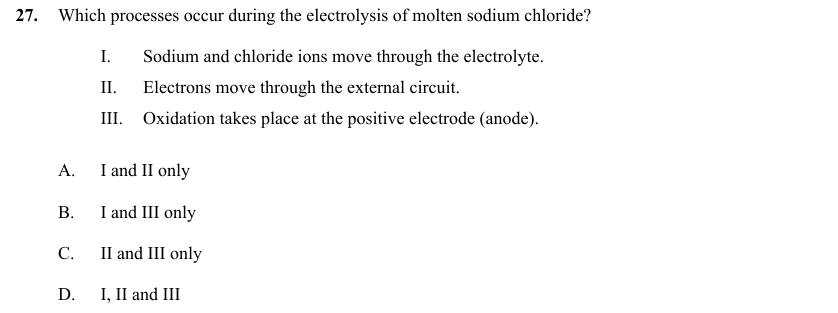 27. Which processes occur during the electrolysis of molten sodium chloride?
I. Sodium and chloride ions move through the electrolyte.
II. Electrons move through the external circuit.
III. Oxidation takes place at the positive electrode (anode).
A. I and II only
B. I and III only
C. II and III only
D. I, II and III